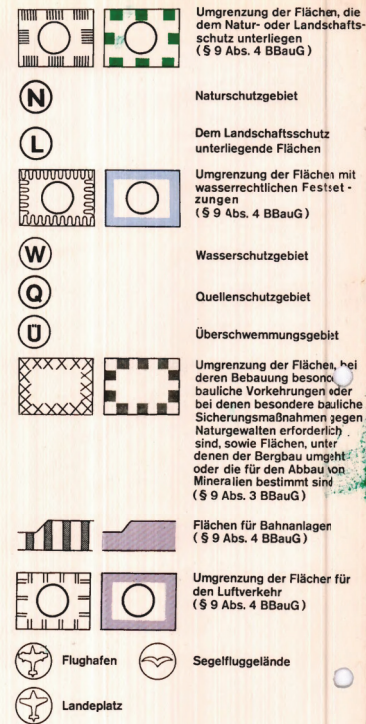 Umgrenzung der Flächen, die
dem Natur- oder Landschafts-
schutz unterliegen
(§ 9 Abs. 4 BBauG)
N Naturschutzgebiet
L Dem Landschaftsschutz
unterliegende Flächen
Umgrenzung der Flächen mit
wasserrechtlichen Festset-
zungen
(§ 9 Abs. 4 BBauG)
W Wasserschutzgebiet
Q Quellenschutzgebiet
Ü Überschwemmungsgebiet
Umgrenzung der Flächen, bei
deren Bebauung
bauliche Vorkehrungen oder
bei denen besondere bauliche
Sicherungsmaßnahmen gegen
Naturgewalten erforderlich
sind, sowie Flächen, unter
denen der Bergbau umgeht
oder die für den Abbau von
Mineralien bestimmt sind
(§ 9 Abs. 3 BBauG)
Flächen für Bahnanlagen
(§ 9 Abs. 4 BBauG)
Umgrenzung der Flächen für
den Luftverkehr
(§ 9 Abs. 4 BBauG)
Flughafen Segelfluggelände
Landeplatz